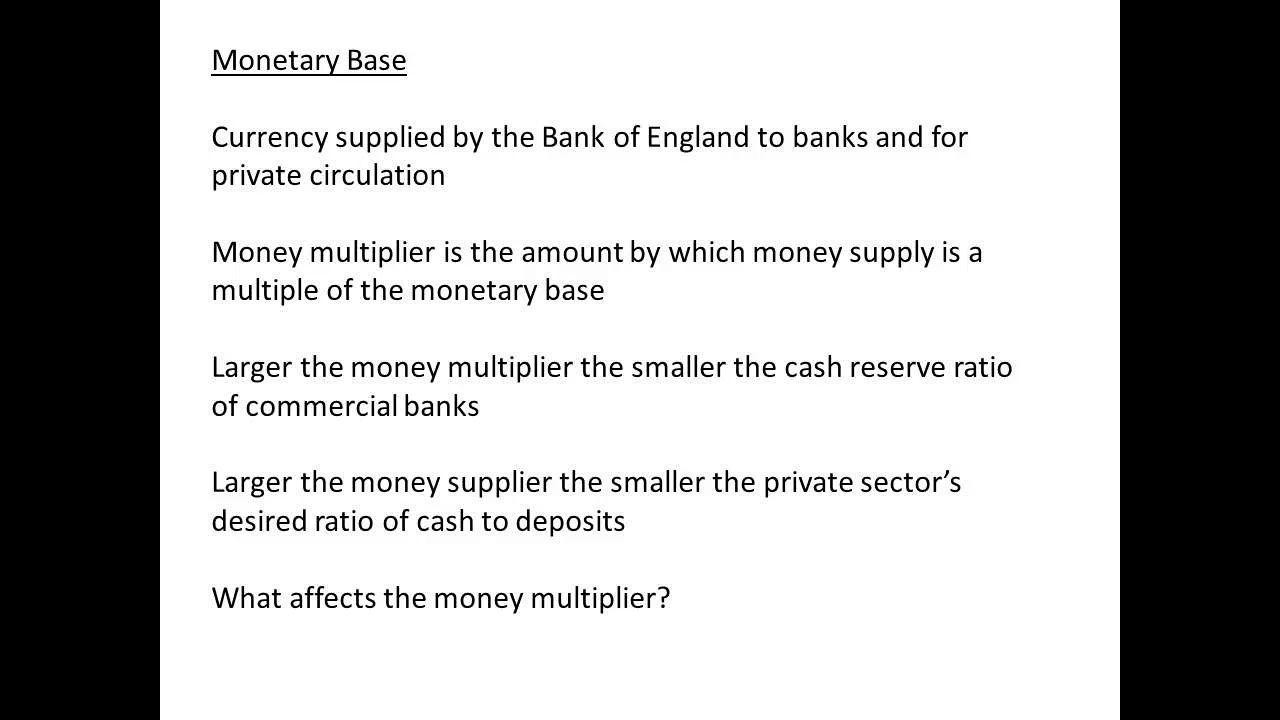 Monetary Base
Currency supplied by the Bank of England to banks and for
private circulation
Money multiplier is the amount by which money supply is a
multiple of the monetary base
Larger the money multiplier the smaller the cash reserve ratio
of commercial banks
Larger the money supplier the smaller the private sector’s
desired ratio of cash to deposits
What affects the money multiplier?